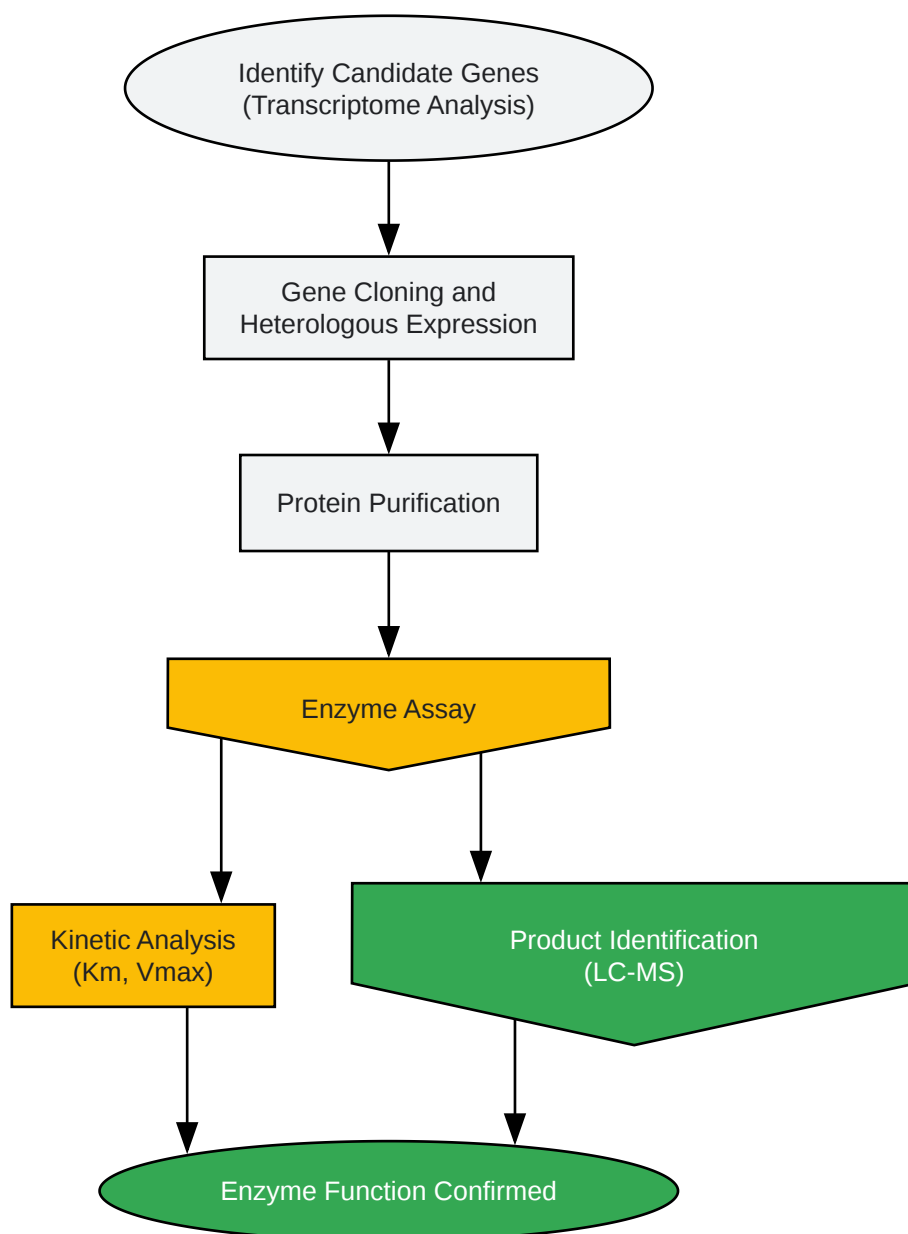 Identify Candidate Genes
(Transcriptome Analysis)
Gene Cloning and
Heterologous Expression
Protein Purification
Enzyme Assay
Kinetic Analysis
(Km, Vmax)
Product Identification
(LC-MS)
Enzyme Function Confirmed